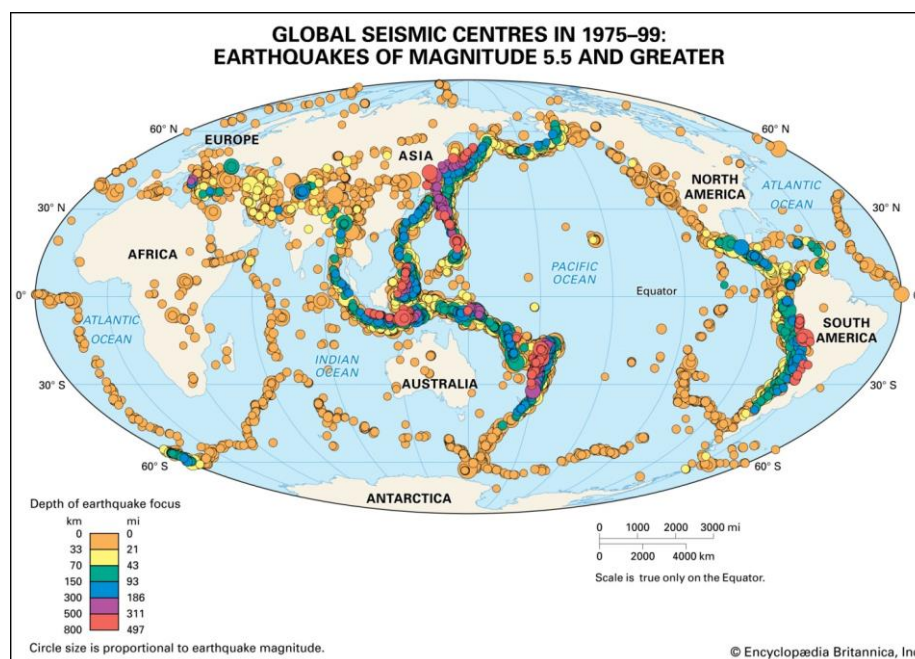 GLOBAL SEISMIC CENTRES IN 1975–99:
EARTHQUAKES OF MAGNITUDE 5.5 AND GREATER
60° N
EUROPE
ASIA
60° N
NORTH
AMERICA
ATLANTIC
OCEAN
30° N
30° N
AFRICA
PACIFIC
OCEAN
0°
Equator
ATLANTIC
OCEAN
SOUTH
AMERICA
INDIAN
OCEAN
AUSTRALIA
30° S
30° S
60° S
60° S
ANTARCTICA
Depth of earthquake focus
km mi
0 0
33 21
70 43
150 93
300 186
500 311
800 497
Circle size is proportional to earthquake magnitude.
0 1000 2000 3000 mi
0 2000 4000 km
Scale is true only on the Equator.
© Encyclopædia Britannica, Inc